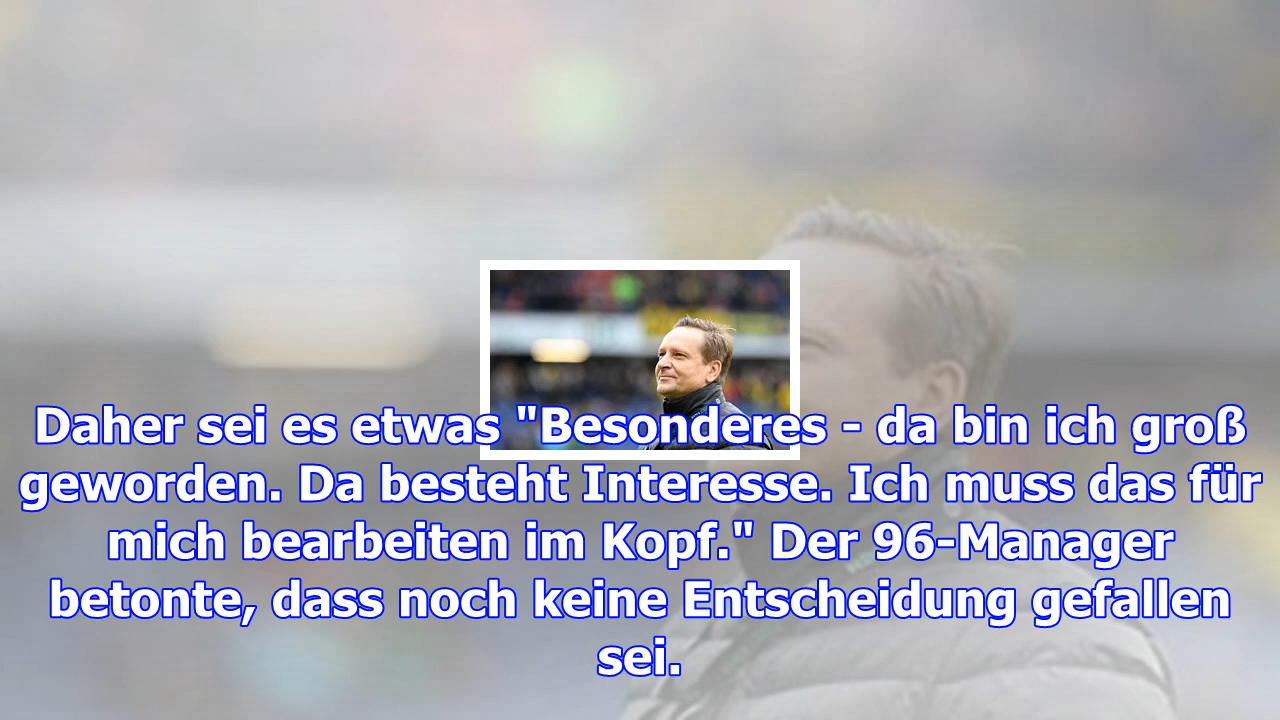 Daher sei es etwas "Besonderes - da bin ich groß
geworden. Da besteht Interesse. Ich muss das für
mich bearbeiten im Kopf." Der 96-Manager
betonte, dass noch keine Entscheidung gefallen
sei.